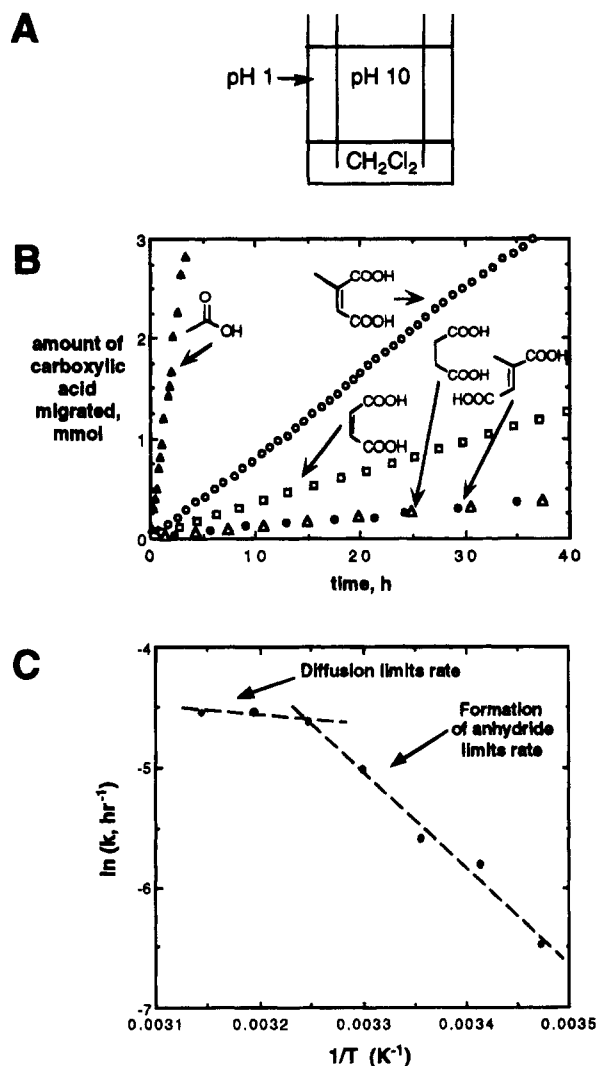 A
pH 1
pH 10
CH₂Cl₂
B
3
2
1
0
amount of
carboxylic
acid
migrated,
mmol
O
OH
COOH
COOH
COOH
COOH
COOH
COOH
COOH
HOOC
0
10
20
30
40
time, h
C
-4
-5
-6
-7
ln (k, hr⁻¹)
Diffusion limits rate
Formation
of anhydride
limits rate
0.0031
0.0032
0.0033
0.0034
0.0035
1/T (K⁻¹)